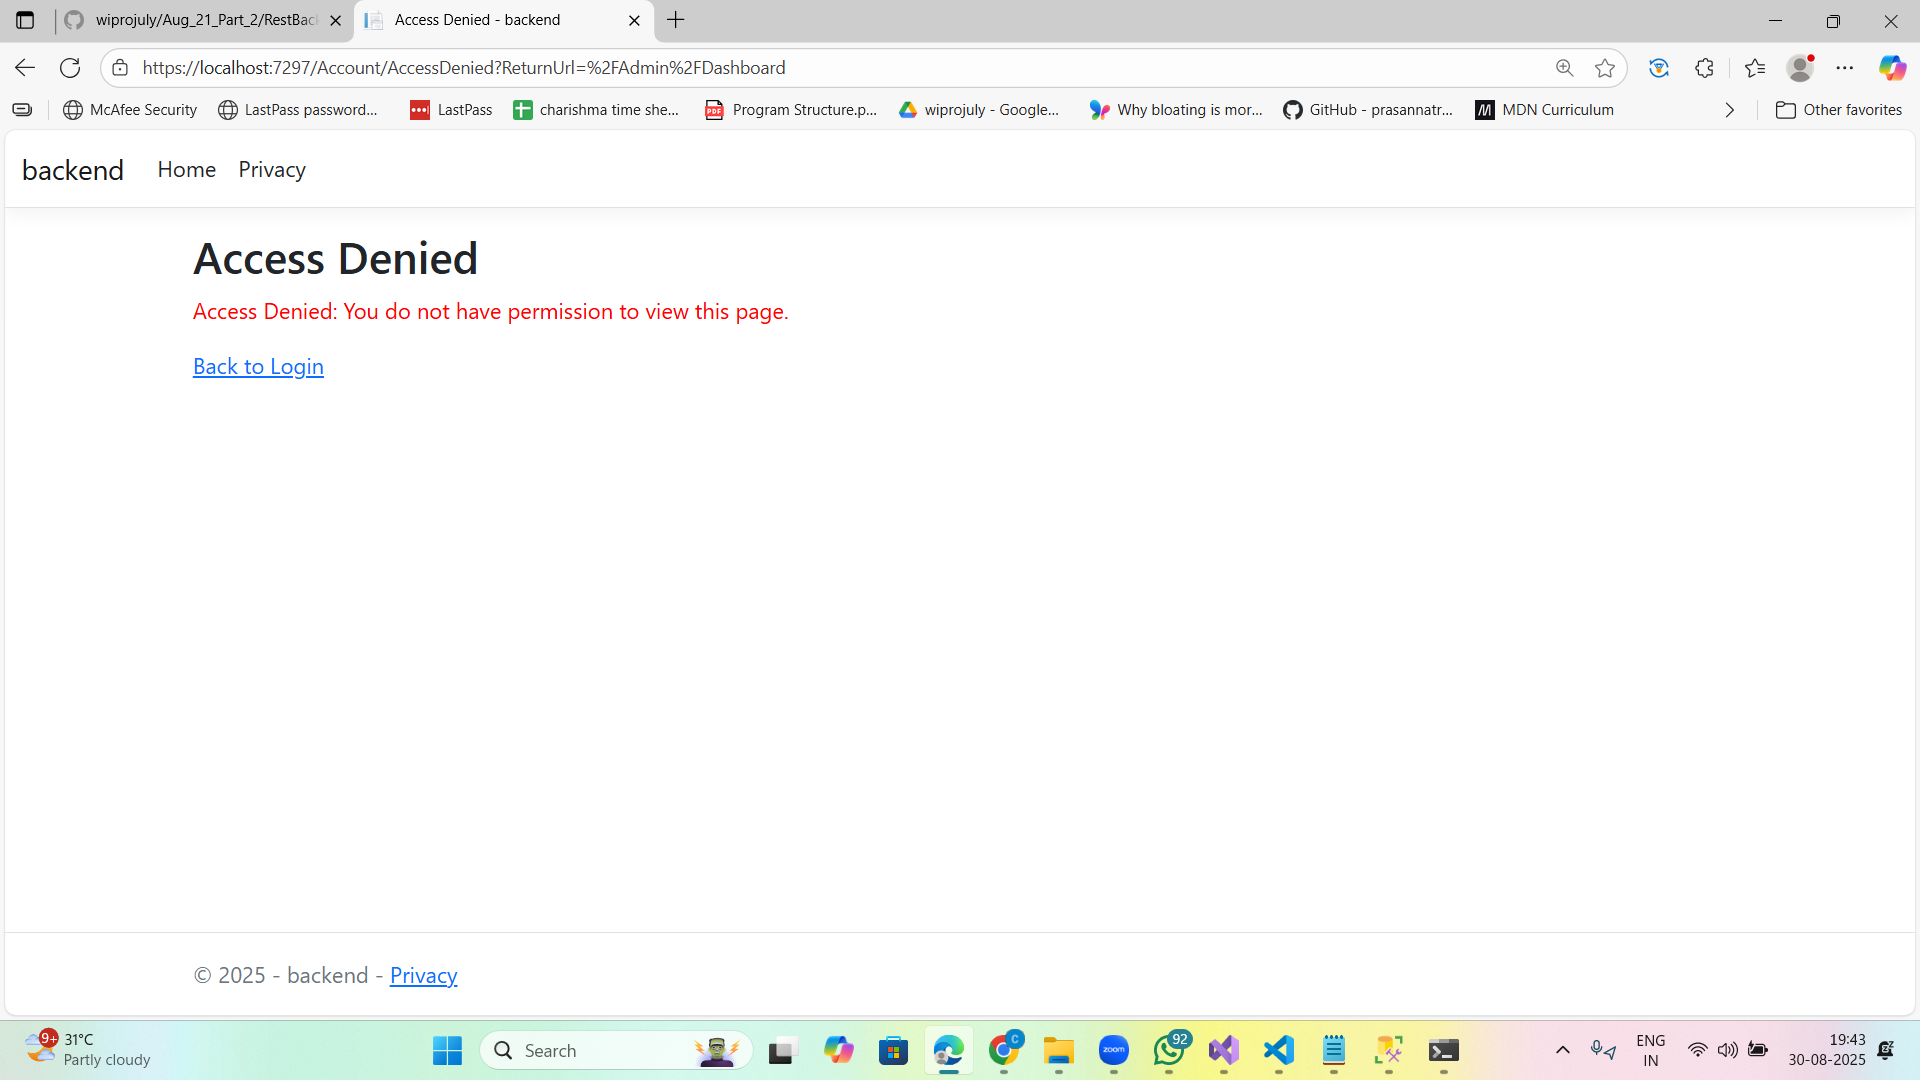 wiprojuly/Aug_21_Part_2/RestBac
Access Denied - backend
https://localhost:7297/Account/AccessDenied?ReturnUrl=%2FAdmin%2FDashboard
McAfee Security
LastPass password...
LastPass
charishma time she...
Program Structure.p...
wiprojuly - Google...
Why bloating is mor...
GitHub - prasannatr...
MDN Curriculum
Other favorites
backend
Home
Privacy
Access Denied
Access Denied: You do not have permission to view this page.
Back to Login
© 2025 - backend - Privacy
9+
31°C
Partly cloudy
Search
C
zoom
92
ENG
IN
19:43
30-08-2025